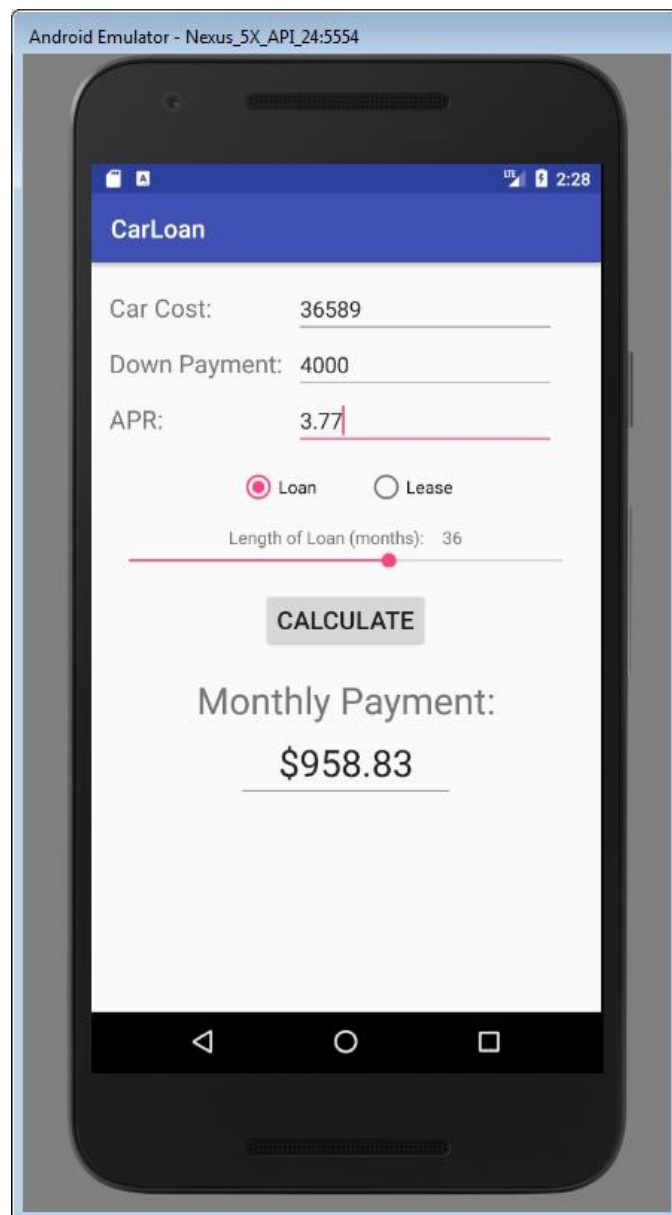 Android Emulator - Nexus_5X_API_24:5554
A LTE 2:28
CarLoan
Car Cost: 36589
Down Payment: 4000
APR: 3.77
Loan Lease
Length of Loan (months): 36
CALCULATE
Monthly Payment:
$958.83